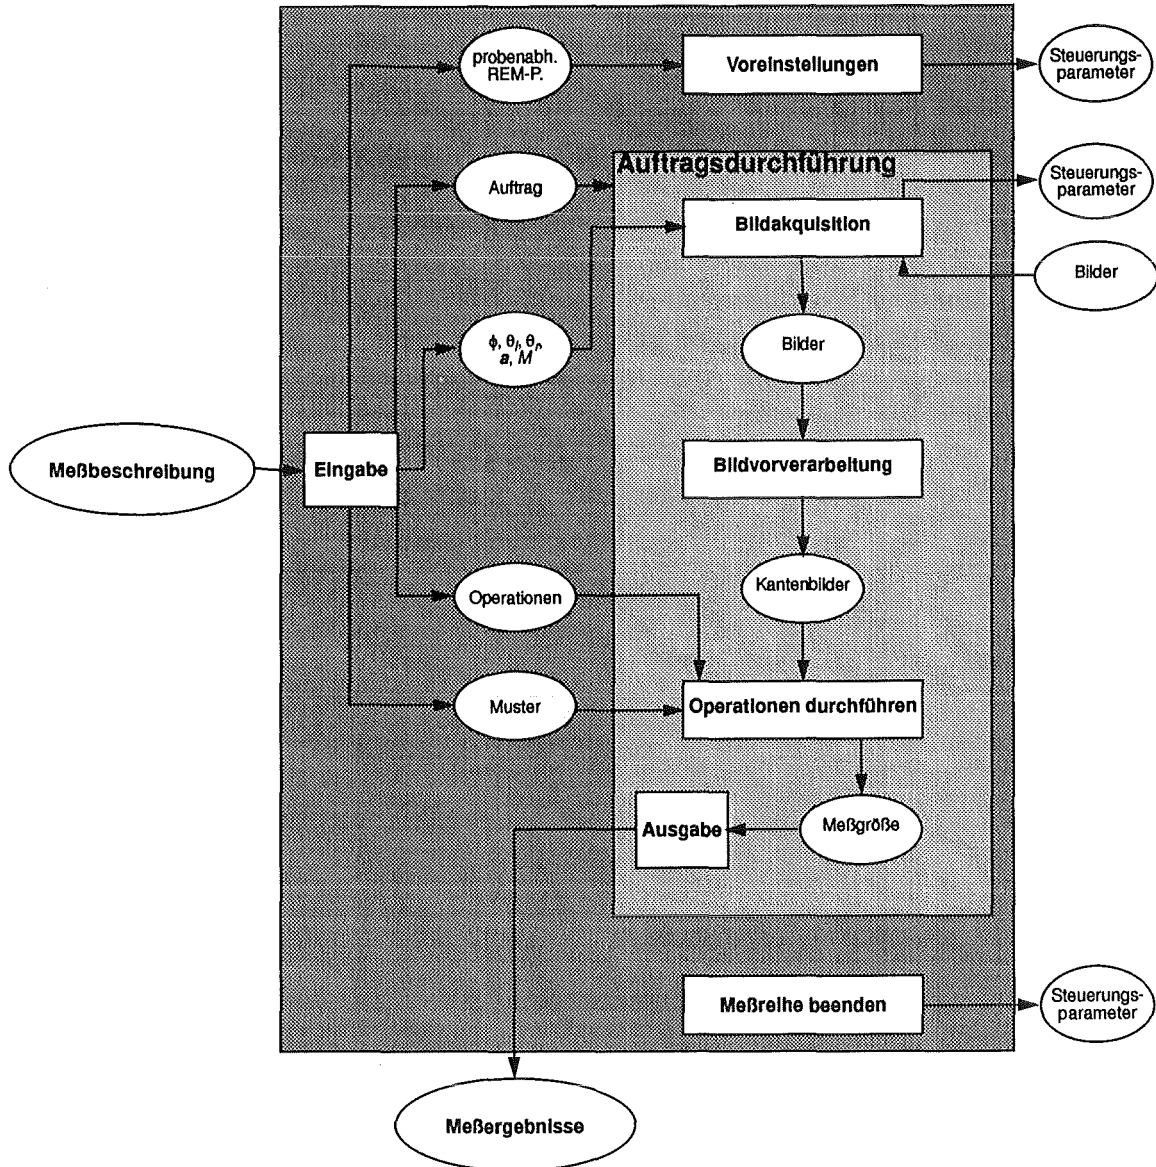 probenabh.
REM-P.
Voreinstellungen
Steuerungs-
parameter
Auftragsdurchführung
Auftrag
Steuerungs-
parameter
Bildakquisition
Bilder
ϕ, θl, θr,
a, M
Bilder
Meßbeschreibung
Eingabe
Bildvorverarbeitung
Operationen
Kantenbilder
Muster
Operationen durchführen
Ausgabe
Meßgröße
Meßreihe beenden
Steuerungs-
parameter
Meßergebnisse